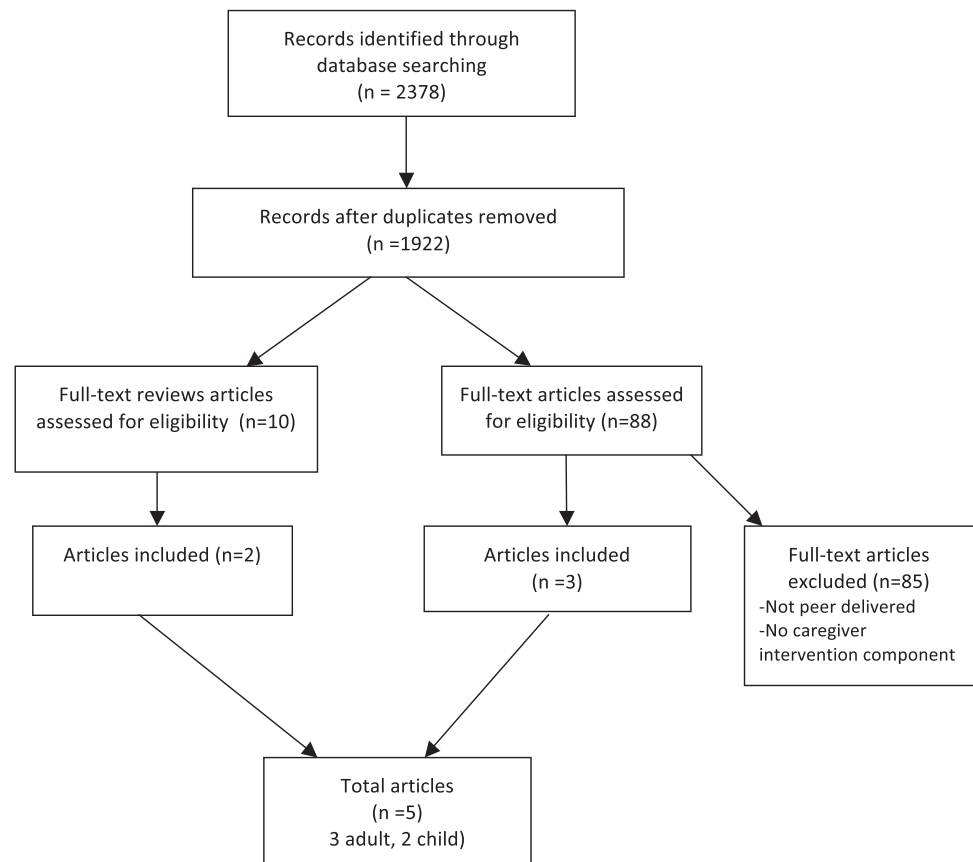 Records identified through
database searching
(n = 2378)
Records after duplicates removed
(n =1922)
Full-text reviews articles
assessed for eligibility (n=10)
Full-text articles assessed
for eligibility (n=88)
Articles included (n=2)
Articles included
(n =3)
Full-text articles
excluded (n=85)
-Not peer delivered
-No caregiver
intervention component
Total articles
(n =5)
3 adult, 2 child)